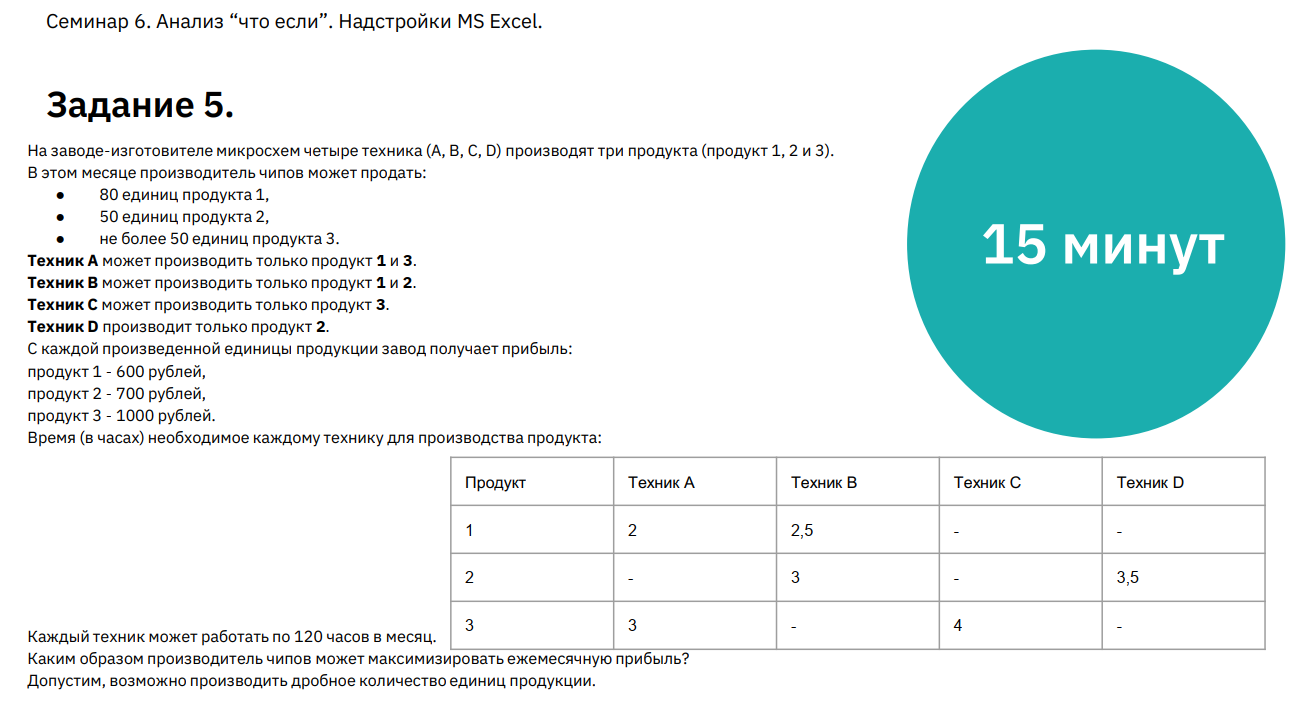 Семинар 6. Анализ “что если”. Надстройки MS Excel.
Задание 5.
15 минут
На заводе-изготовителе микросхем четыре техника (A, B, C, D) производят три продукта (продукт 1, 2 и 3).
В этом месяце производитель чипов может продать:
● 80 единиц продукта 1,
● 50 единиц продукта 2,
● не более 50 единиц продукта 3.
Техник A может производить только продукт 1 и 3.
Техник B может производить только продукт 1 и 2.
Техник C может производить только продукт 3.
Техник D производит только продукт 2.
С каждой произведенной единицы продукции завод получает прибыль:
продукт 1 - 600 рублей,
продукт 2 - 700 рублей,
продукт 3 - 1000 рублей.
Время (в часах) необходимое каждому технику для производства продукта:
Продукт Техник A Техник B Техник C Техник D
1 2 2,5 - -
2 - 3 - 3,5
3 3 - 4 -
Каждый техник может работать по 120 часов в месяц.
Каким образом производитель чипов может максимизировать ежемесячную прибыль?
Допустим, возможно производить дробное количество единиц продукции.